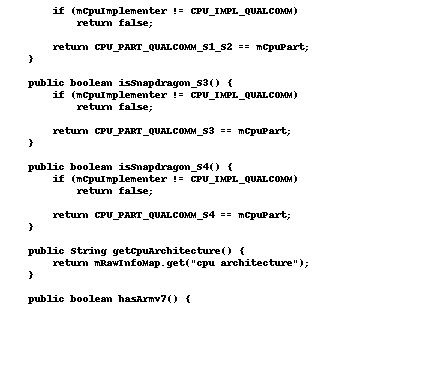 if (mCpuImplementer != CPU_IMPL_QUALCOMM)
return false;
return CPU_PART_QUALCOMM_S1_S2 == mCpuPart;
}
public boolean isSnapdragon_S3() {
if (mCpuImplementer != CPU_IMPL_QUALCOMM)
return false;
return CPU_PART_QUALCOMM_S3 == mCpuPart;
}
public boolean isSnapdragon_S4() {
if (mCpuImplementer != CPU_IMPL_QUALCOMM)
return false;
return CPU_PART_QUALCOMM_S4 == mCpuPart;
}
public String getCpuArchitecture() {
return mRawInfoMap.get("cpu architecture");
}
public boolean hasArmv7() {